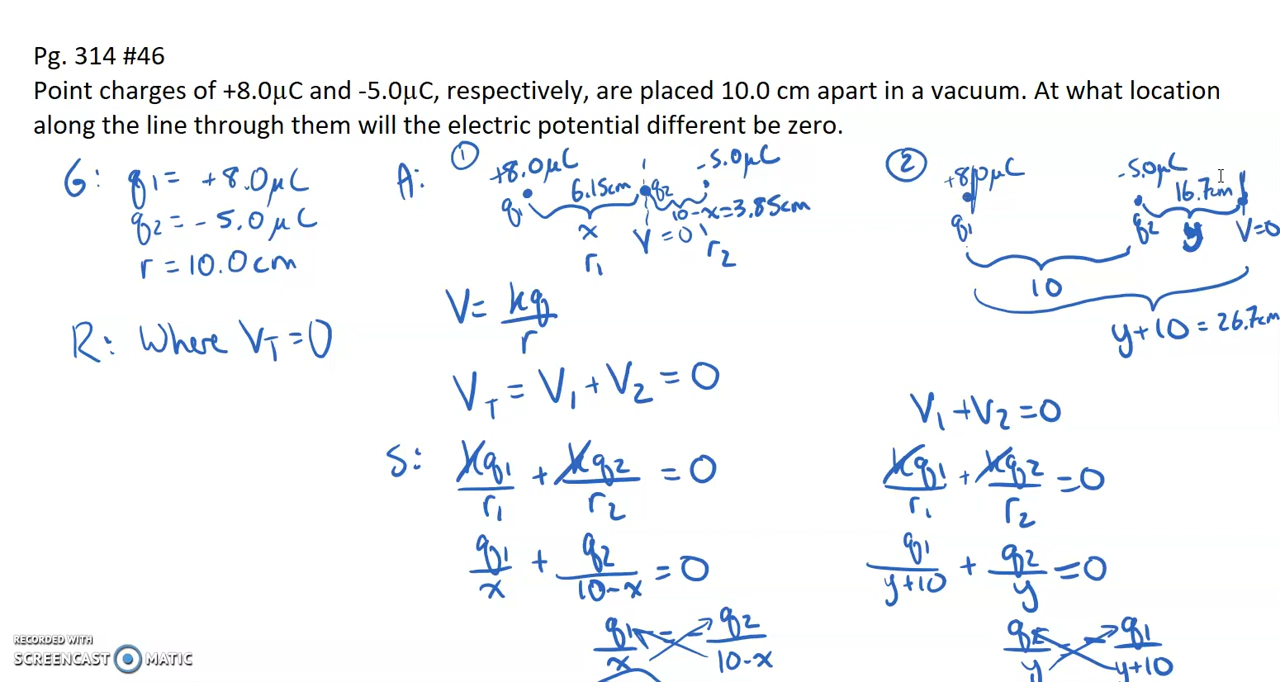 Pg. 314 #46
Point charges of +8.0μC and -5.0μC, respectively, are placed 10.0 cm apart in a vacuum. At what location
along the line through them will the electric potential different be zero.
G: q1 = +8.0μC
q2 = -5.0μC
r = 10.0cm
R: Where VT = 0
A: ① +8.0μC -5.0μC
6.15cm q2
q1 x 10-x=3.85cm
V=0
r1 r2
V = kq/r
VT = V1 + V2 = 0
S: kq1/r1 + kq2/r2 = 0
q1/x + q2/10-x = 0
q1/x = q2/10-x
② +8.0μC -5.0μC
16.7cm
q1 q2 y V=0
10
y+10 = 26.7cm
V1 + V2 = 0
kq1/r1 + kq2/r2 = 0
q1/y+10 + q2/y = 0
q2/y q1/y+10
RECORDED WITH
SCREENCAST MATIC